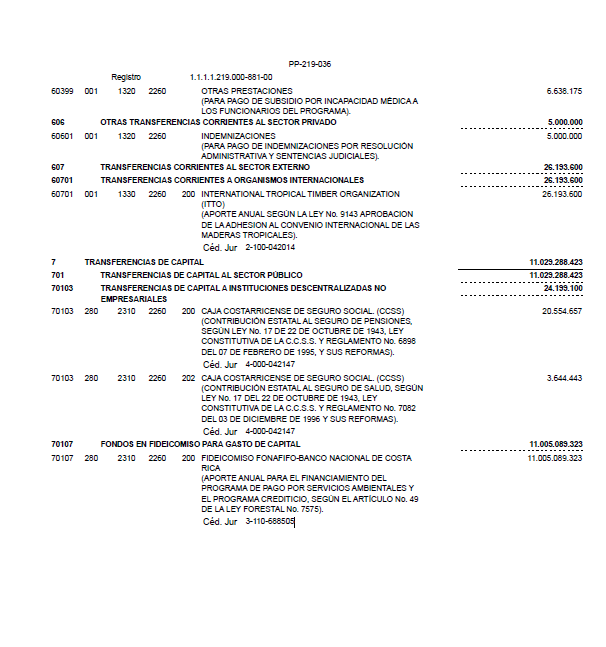 PP-219-036
Registro 1.1.1.1.219.000-881-00
60399 001 1320 2260 OTRAS PRESTACIONES 6.638.175
(PARA PAGO DE SUBSIDIO POR INCAPACIDAD MÉDICA A
LOS FUNCIONARIOS DEL PROGRAMA).
606 OTRAS TRANSFERENCIAS CORRIENTES AL SECTOR PRIVADO 5.000.000
60601 001 1320 2260 INDEMNIZACIONES 5.000.000
(PARA PAGO DE INDEMNIZACIONES POR RESOLUCIÓN
ADMINISTRATIVA Y SENTENCIAS JUDICIALES).
607 TRANSFERENCIAS CORRIENTES AL SECTOR EXTERNO 26.193.600
60701 TRANSFERENCIAS CORRIENTES A ORGANISMOS INTERNACIONALES 26.193.600
60701 001 1330 2260 200 INTERNATIONAL TROPICAL TIMBER ORGANIZATION 26.193.600
(ITTO)
(APORTE ANUAL SEGÚN LA LEY No. 9143 APROBACION
DE LA ADHESION AL CONVENIO INTERNACIONAL DE LAS
MADERAS TROPICALES).
Céd. Jur 2-100-042014
7 TRANSFERENCIAS DE CAPITAL 11.029.288.423
701 TRANSFERENCIAS DE CAPITAL AL SECTOR PÚBLICO 11.029.288.423
70103 TRANSFERENCIAS DE CAPITAL A INSTITUCIONES DESCENTRALIZADAS NO 24.199.100
EMPRESARIALES
70103 280 2310 2260 200 CAJA COSTARRICENSE DE SEGURO SOCIAL. (CCSS) 20.554.657
(CONTRIBUCIÓN ESTATAL AL SEGURO DE PENSIONES,
SEGÚN LEY No. 17 DE 22 DE OCTUBRE DE 1943, LEY
CONSTITUTIVA DE LA C.C.S.S. Y REGLAMENTO No. 6898
DEL 07 DE FEBRERO DE 1995, Y SUS REFORMAS).
Céd. Jur 4-000-042147
70103 280 2310 2260 202 CAJA COSTARRICENSE DE SEGURO SOCIAL. (CCSS) 3.644.443
(CONTRIBUCIÓN ESTATAL AL SEGURO DE SALUD, SEGÚN
LEY No. 17 DEL 22 DE OCTUBRE DE 1943, LEY
CONSTITUTIVA DE LA C.C.S.S. Y REGLAMENTO No. 7082
DEL 03 DE DICIEMBRE DE 1996 Y SUS REFORMAS).
Céd. Jur 4-000-042147
70107 FONDOS EN FIDEICOMISO PARA GASTO DE CAPITAL 11.005.089.323
70107 280 2310 2260 200 FIDEICOMISO FONAFIFO-BANCO NACIONAL DE COSTA 11.005.089.323
RICA
(APORTE ANUAL PARA EL FINANCIAMIENTO DEL
PROGRAMA DE PAGO POR SERVICIOS AMBIENTALES Y
EL PROGRAMA CREDITICIO, SEGÚN EL ARTÍCULO No. 49
DE LA LEY FORESTAL No. 7575).
Céd. Jur 3-110-688505